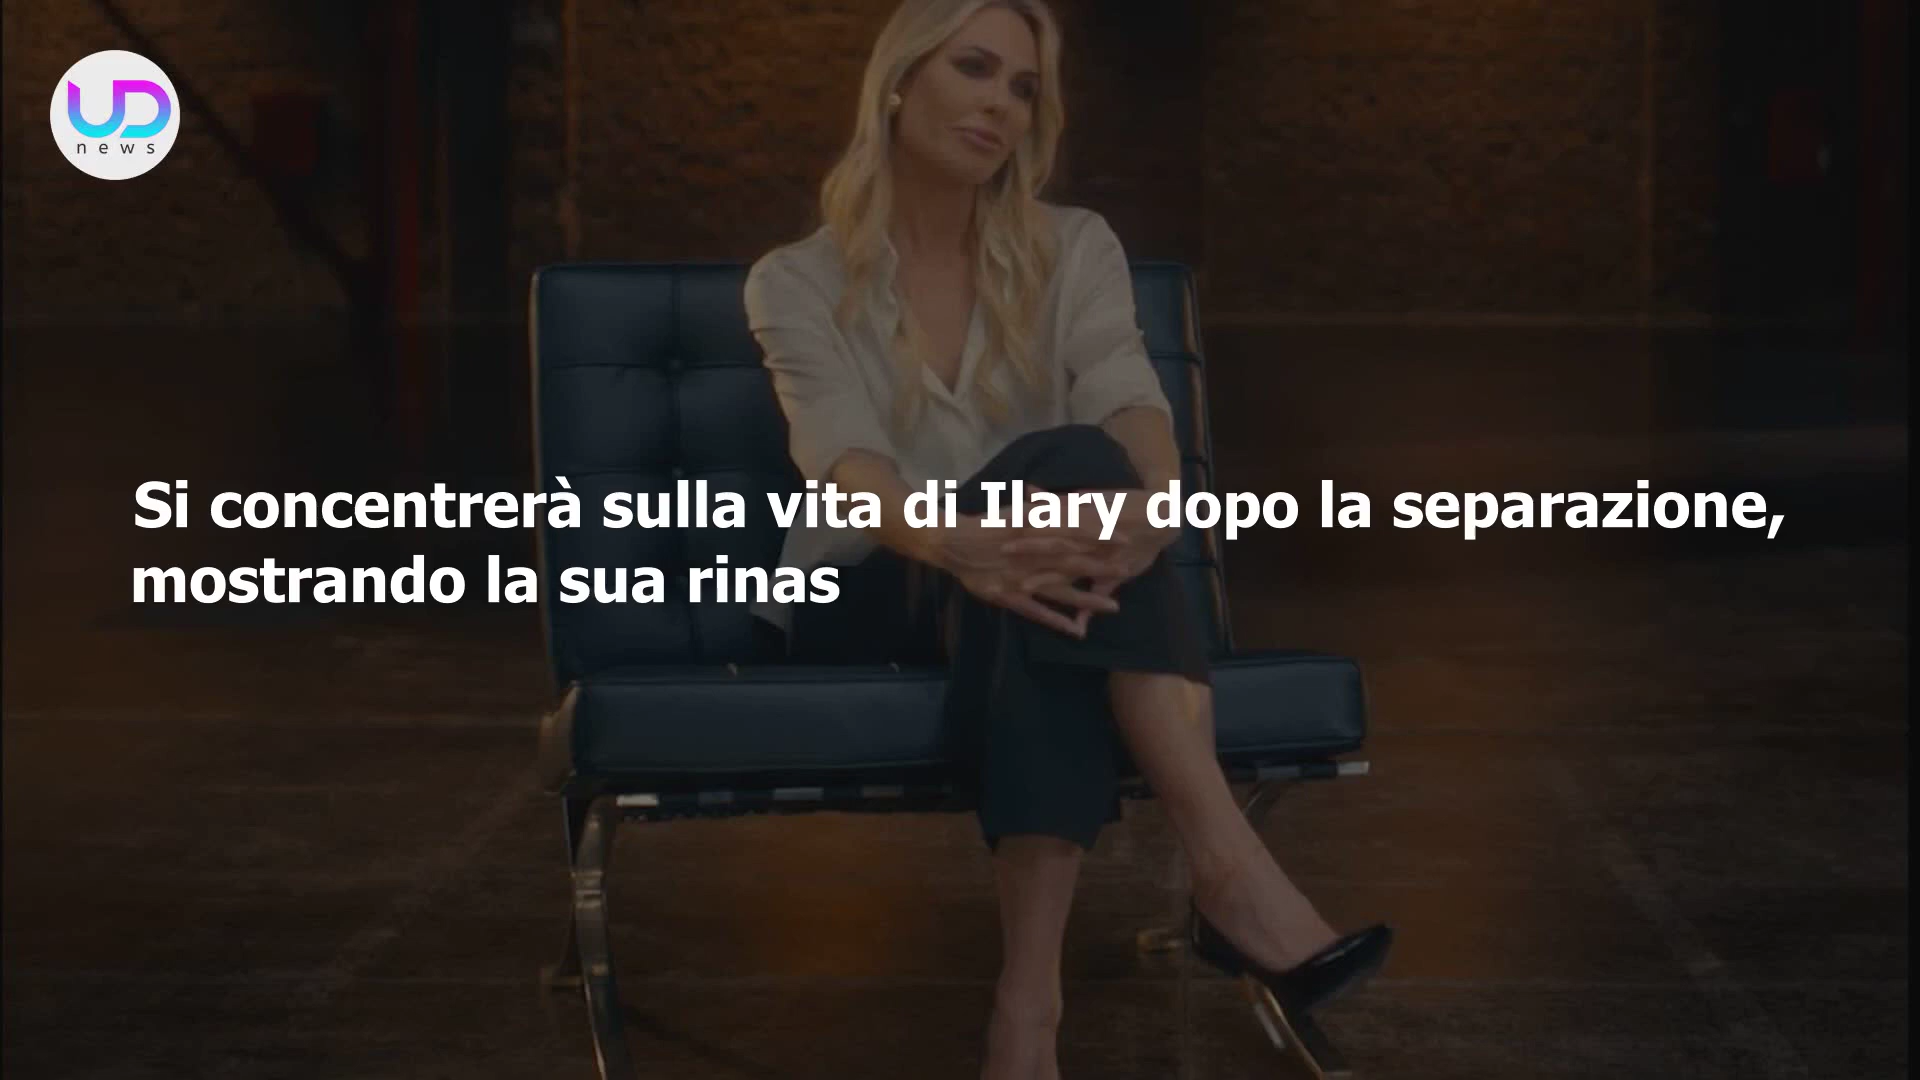 UD
news
Si concentrerà sulla vita di Ilary dopo la separazione,
mostrando la sua rinas